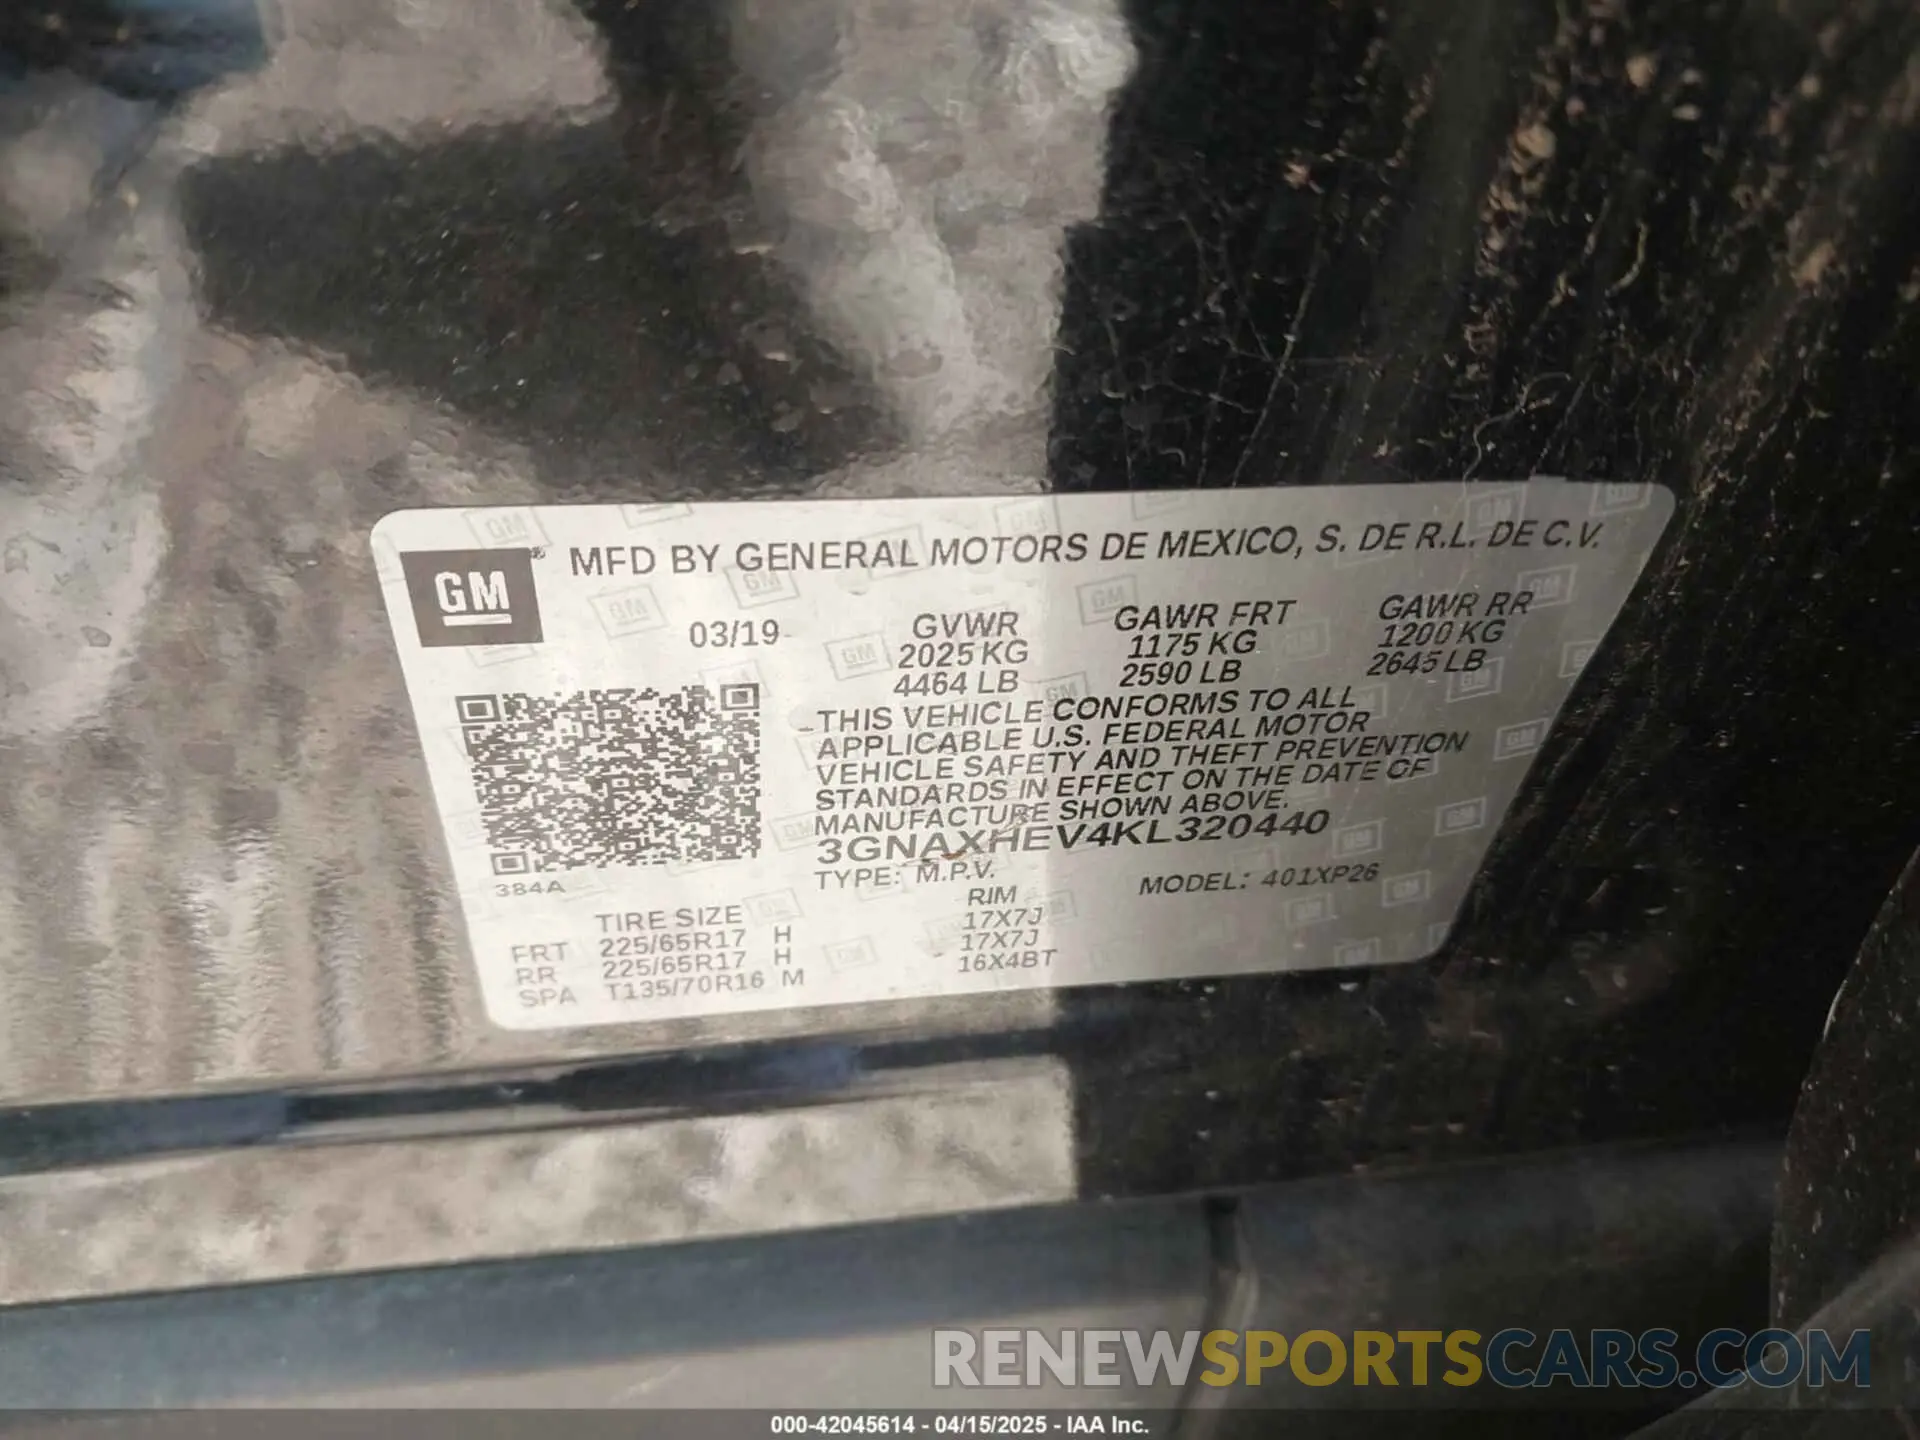 GM® MFD BY GENERAL MOTORS DE MEXICO, S. DE R.L. DE C.V.
03/19 GVWR GAWR FRT GAWR RR
2025 KG 1175 KG 1200 KG
4464 LB 2590 LB 2645 LB
THIS VEHICLE CONFORMS TO ALL
APPLICABLE U.S. FEDERAL MOTOR
VEHICLE SAFETY AND THEFT PREVENTION
STANDARDS IN EFFECT ON THE DATE OF
MANUFACTURE SHOWN ABOVE.
3GNAXHEV4KL320440
TYPE: M.P.V. MODEL: 401XP26
384A
TIRE SIZE RIM
FRT 225/65R17 H 17X7J
RR 225/65R17 H 17X7J
SPA T135/70R16 M 16X4BT
RENEWSPORTSCARS.COM
000-42045614 - 04/15/2025 - IAA Inc.